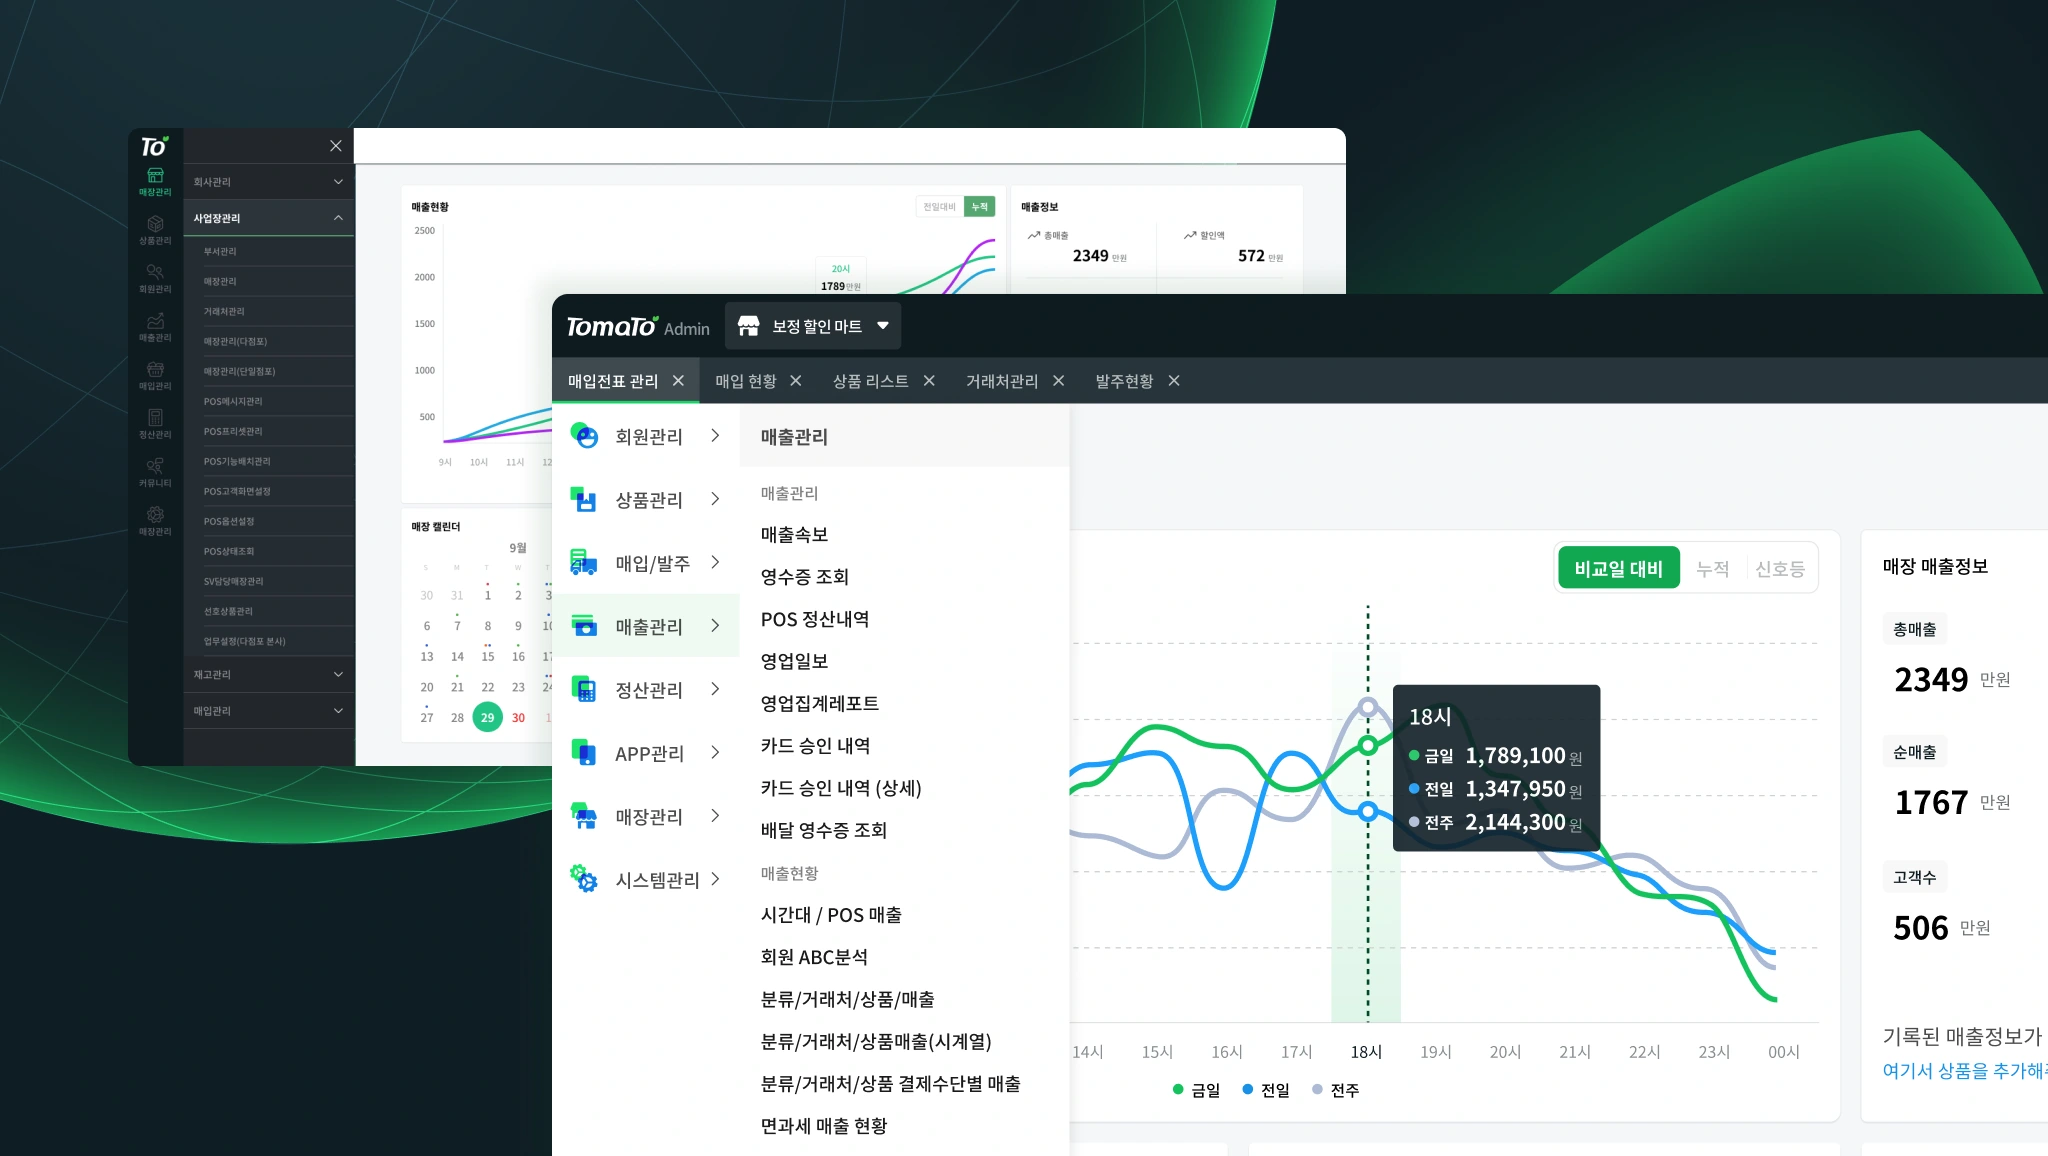 To
매장관리
상품관리
회원관리
매출관리
매입관리
정산관리
커뮤니티
매장관리
회사관리
사업장관리
부서관리
매장관리
거래처관리
매장관리(다점포)
매장관리(단일점포)
POS메시지관리
POS프리셋관리
POS기능배치관리
POS고객화면설정
POS옵션설정
POS상태조회
SV담당매장관리
선호상품관리
업무설정(다점포 본사)
재고관리
매입관리
매출현황
전일대비 누적
2500
2000
1500
1000
500
20시
1789 만원
9시 10시 11시 12
매출정보
총매출
2349 만원
할인액
572 만원
매장 캘린더
9월
S M T W T
30 31 1 2 3
6 7 8 9 10
13 14 15 16 17
20 21 22 23 24
27 28 29 30 1
TomaTo Admin 보정 할인 마트
매입전표 관리 매입 현황 상품 리스트 거래처관리 발주현황
회원관리
상품관리
매입/발주
매출관리
정산관리
APP관리
매장관리
시스템관리
매출관리
매출관리
매출속보
영수증 조회
POS 정산내역
영업일보
영업집계레포트
카드 승인 내역
카드 승인 내역 (상세)
배달 영수증 조회
매출현황
시간대 / POS 매출
회원 ABC분석
분류/거래처/상품/매출
분류/거래처/상품매출(시계열)
분류/거래처/상품 결제수단별 매출
면과세 매출 현황
비교일 대비 누적 신호등
18시
금일 1,789,100 원
전일 1,347,950 원
전주 2,144,300 원
14시 15시 16시 17시 18시 19시 20시 21시 22시 23시 00시
금일 전일 전주
매장 매출정보
총매출
2349 만원
순매출
1767 만원
고객수
506 만원
기록된 매출정보가
여기서 상품을 추가해